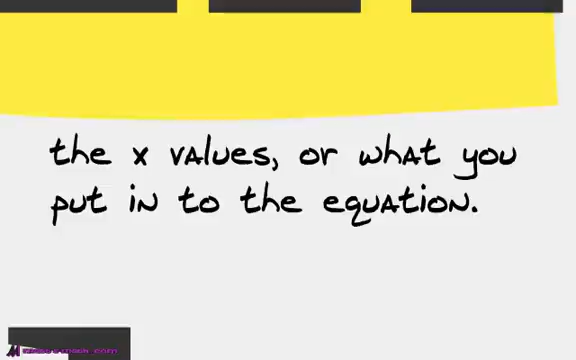 the x values, or what you
put in to the equation.